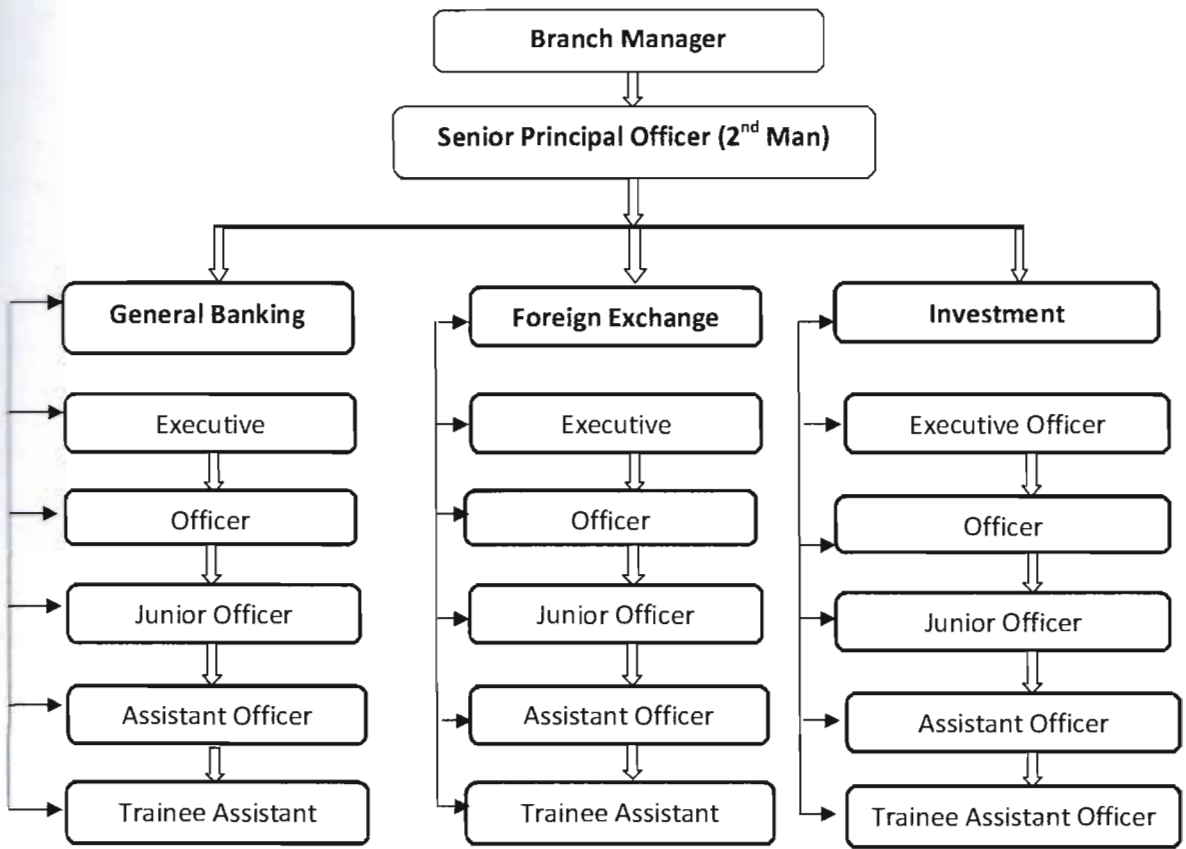 Branch Manager
Senior Principal Officer (2nd Man)
General Banking
Executive
Officer
Junior Officer
Assistant Officer
Trainee Assistant
Foreign Exchange
Executive
Officer
Junior Officer
Assistant Officer
Trainee Assistant
Investment
Executive Officer
Officer
Junior Officer
Assistant Officer
Trainee Assistant Officer